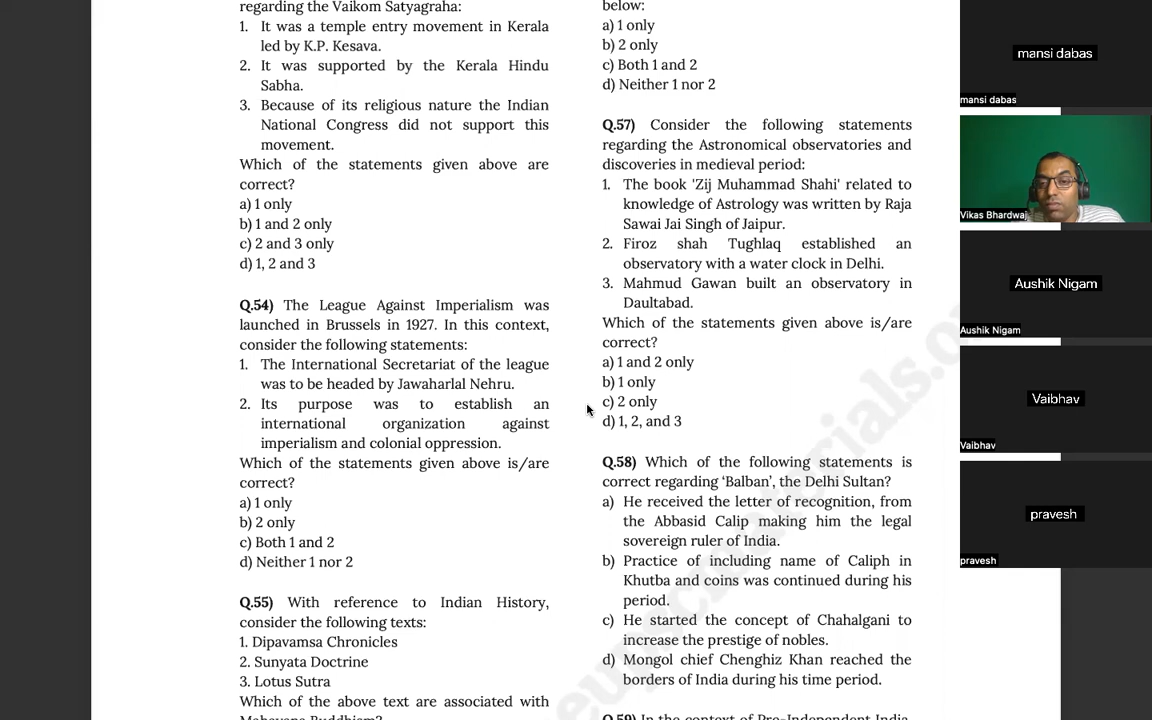 regarding the Vaikom Satyagraha:
1. It was a temple entry movement in Kerala
led by K.P. Kesava.
2. It was supported by the Kerala Hindu
Sabha.
3. Because of its religious nature the Indian
National Congress did not support this
movement.
Which of the statements given above are
correct?
a) 1 only
b) 1 and 2 only
c) 2 and 3 only
d) 1, 2 and 3
Q.54) The League Against Imperialism was
launched in Brussels in 1927. In this context,
consider the following statements:
1. The International Secretariat of the league
was to be headed by Jawaharlal Nehru.
2. Its purpose was to establish an
international organization against
imperialism and colonial oppression.
Which of the statements given above is/are
correct?
a) 1 only
b) 2 only
c) Both 1 and 2
d) Neither 1 nor 2
Q.55) With reference to Indian History,
consider the following texts:
1. Dipavamsa Chronicles
2. Sunyata Doctrine
3. Lotus Sutra
Which of the above text are associated with
Mahayana Buddhism?
below:
a) 1 only
b) 2 only
c) Both 1 and 2
d) Neither 1 nor 2
Q.57) Consider the following statements
regarding the Astronomical observatories and
discoveries in medieval period:
1. The book 'Zij Muhammad Shahi' related to
knowledge of Astrology was written by Raja
Sawai Jai Singh of Jaipur.
2. Firoz shah Tughlaq established an
observatory with a water clock in Delhi.
3. Mahmud Gawan built an observatory in
Daultabad.
Which of the statements given above is/are
correct?
a) 1 and 2 only
b) 1 only
c) 2 only
d) 1, 2, and 3
Q.58) Which of the following statements is
correct regarding ‘Balban’, the Delhi Sultan?
a) He received the letter of recognition, from
the Abbasid Calip making him the legal
sovereign ruler of India.
b) Practice of including name of Caliph in
Khutba and coins was continued during his
period.
c) He started the concept of Chahalgani to
increase the prestige of nobles.
d) Mongol chief Chenghiz Khan reached the
borders of India during his time period.
Q.59) In the context of Pre-Independent India,
mansi dabas
mansi dabas
Vikas Bhardwaj
Aushik Nigam
Aushik Nigam
Vaibhav
Vaibhav
pravesh
pravesh